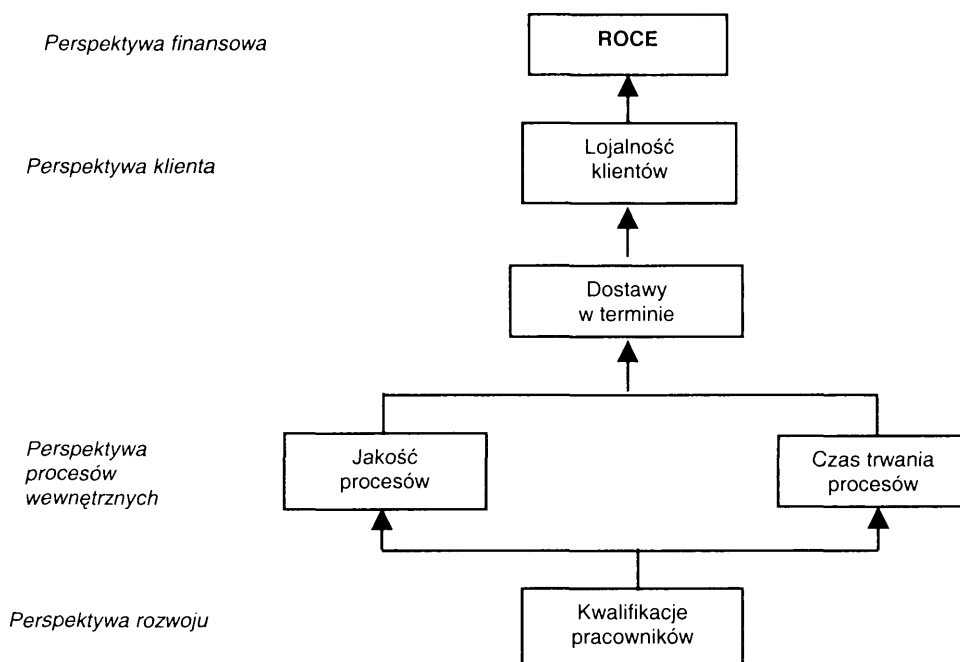 Perspektywa finansowa
ROCE
Perspektywa klienta
Lojalność
klientów
Dostawy
w terminie
Perspektywa
procesów
wewnętrznych
Jakość
procesów
Czas trwania
procesów
Perspektywa rozwoju
Kwalifikacje
pracowników